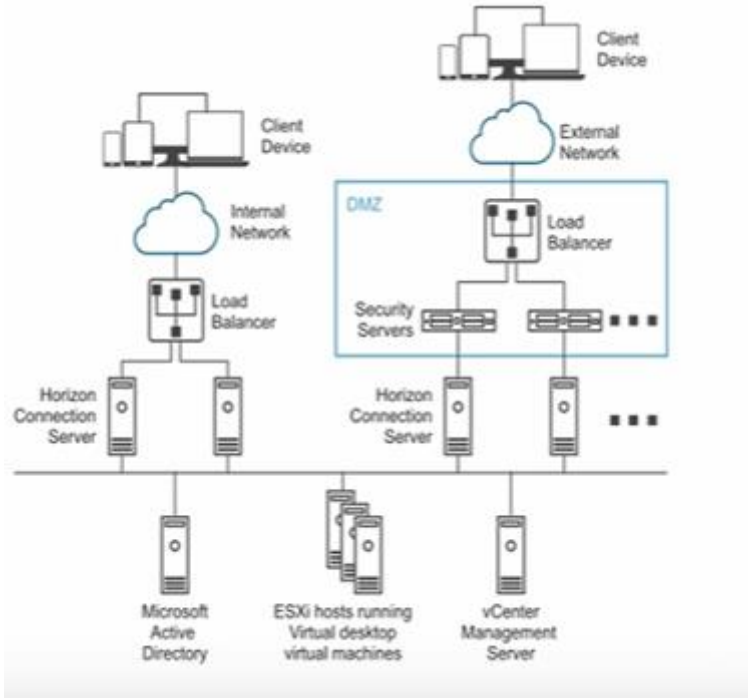 Client
Device
Client
Device
External
Network
Internal
Network
DMZ
Load
Balancer
Load
Balancer
Security
Servers
Horizon
Connection
Server
Horizon
Connection
Server
Microsoft
Active
Directory
ESXi hosts running
Virtual desktop
virtual machines
vCenter
Management
Server